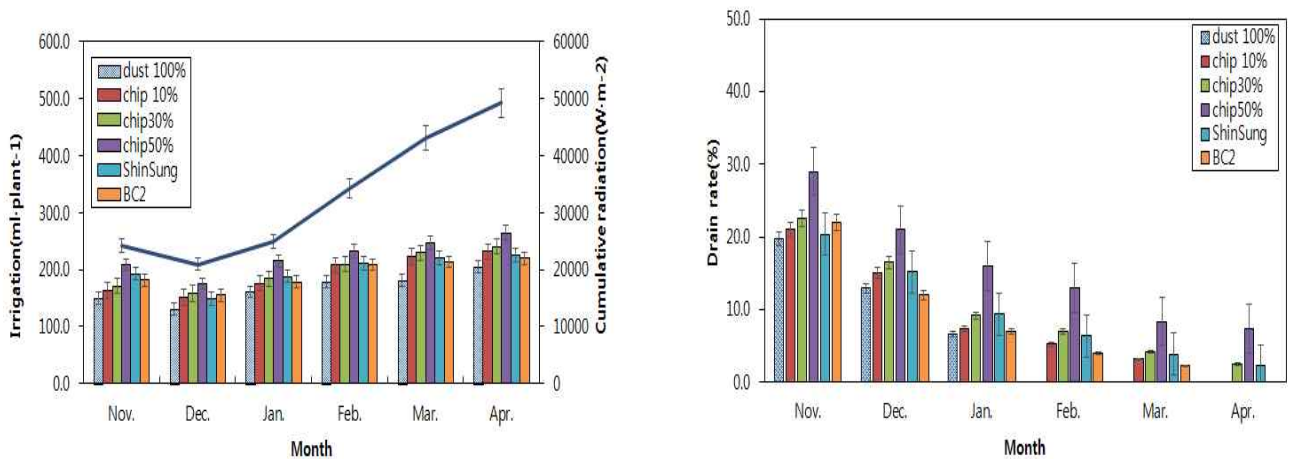 600.0
500.0
400.0
300.0
200.0
100.0
0.0
Irrigation(ml·plant-1)
dust 100%
chip 10%
chip30%
chip50%
ShinSung
BC2
60000
50000
40000
30000
20000
10000
0
Cumulative radiation(W·m-2)
Nov. Dec. Jan. Feb. Mar. Apr.
Month
50.0
40.0
30.0
20.0
10.0
0.0
Drain rate(%)
dust 100%
chip 10%
chip30%
chip50%
ShinSung
BC2
Nov. Dec. Jan. Feb. Mar. Apr.
Month